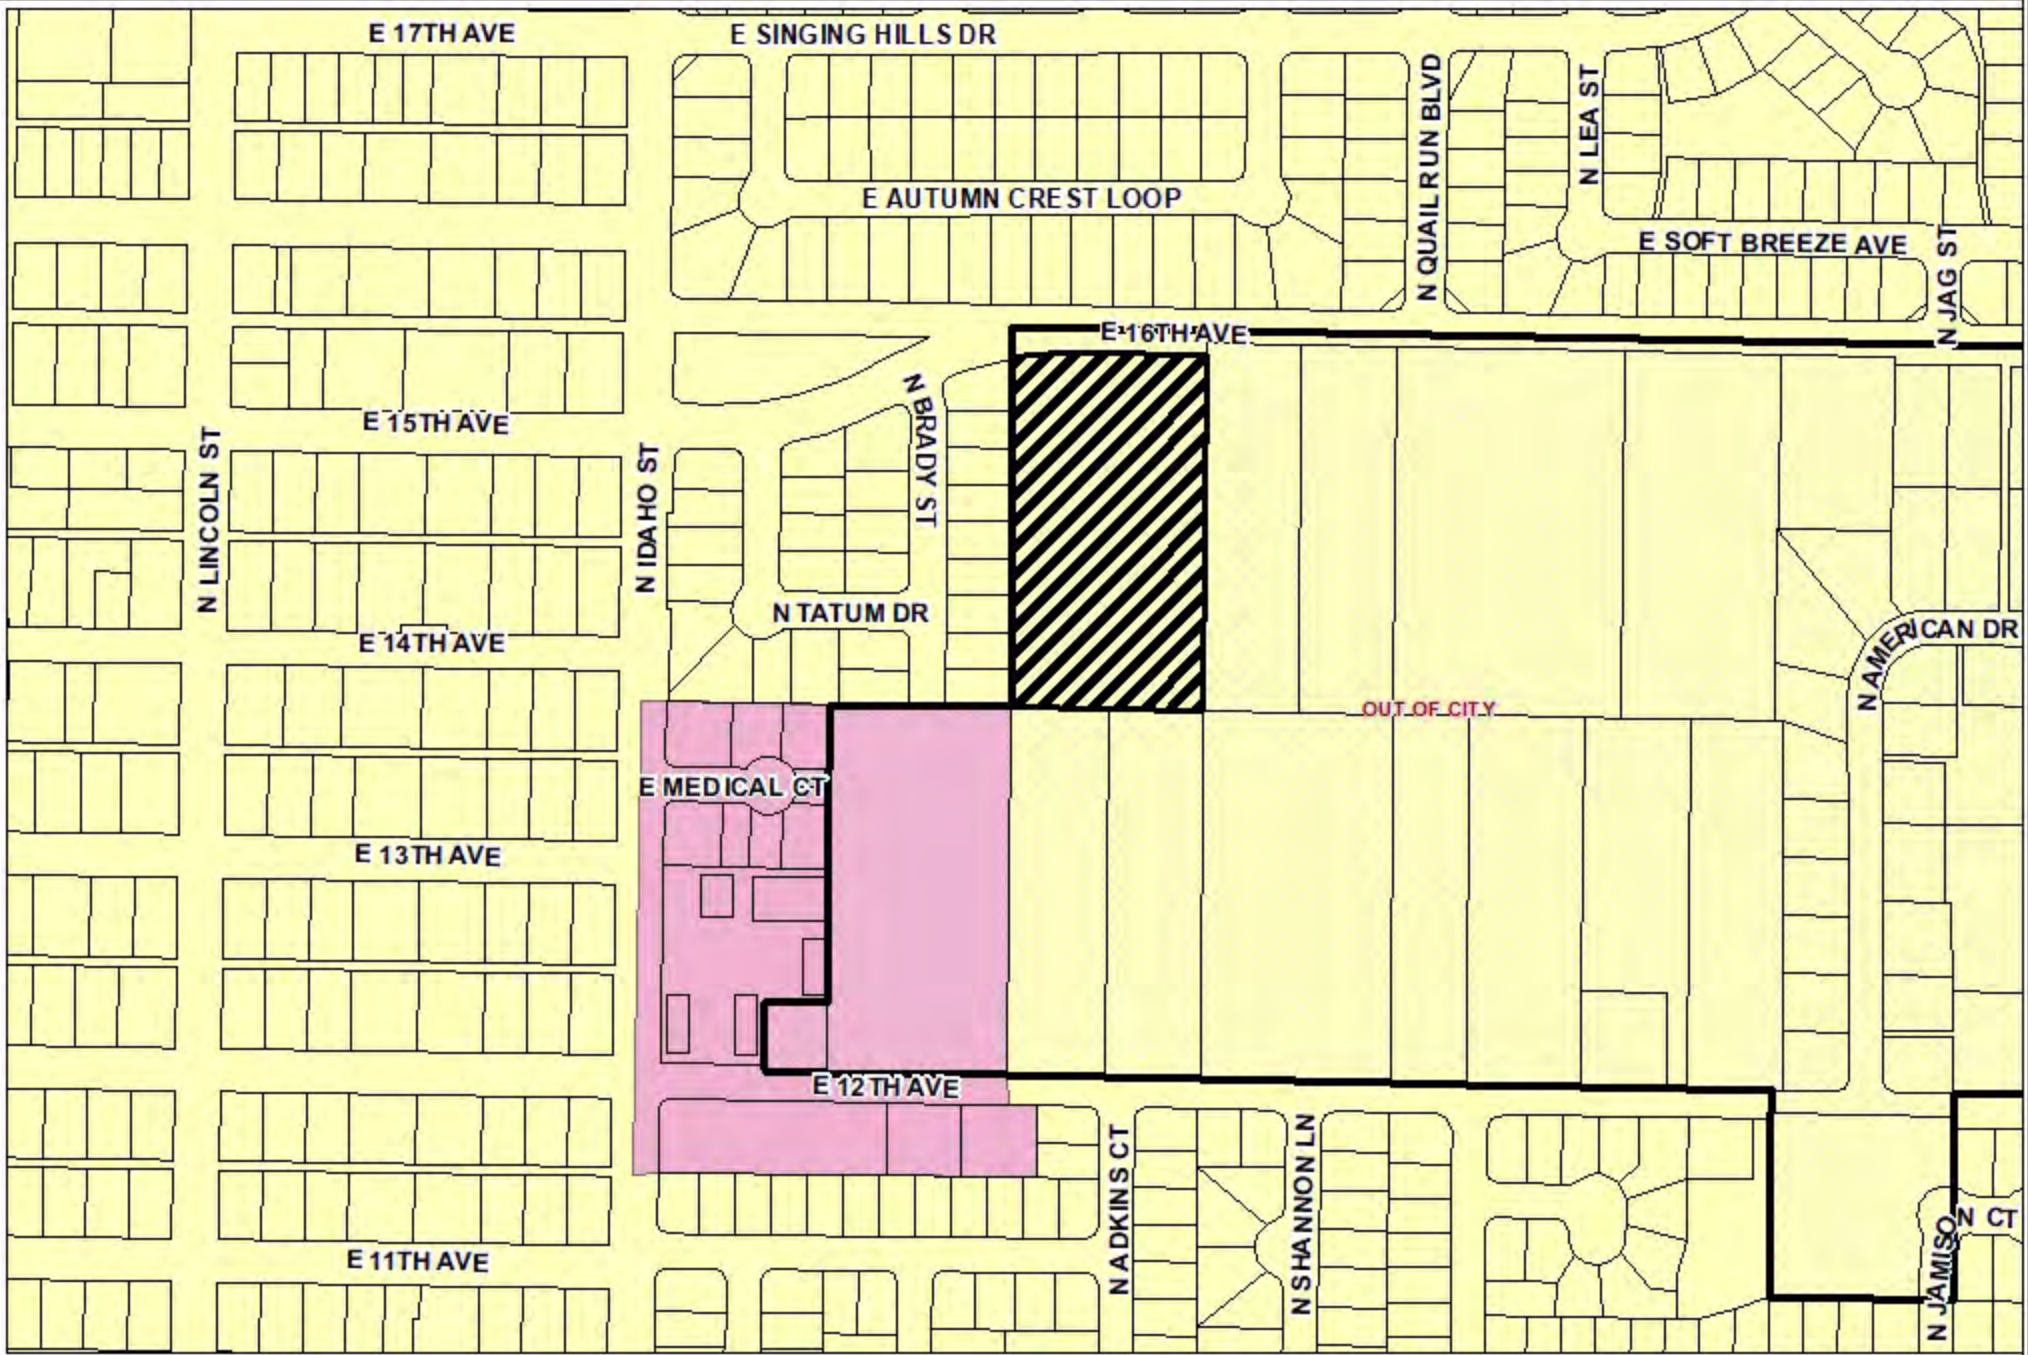 E 17TH AVE
E SINGING HILLS DR
N QUAIL RUN BLVD
N LEA ST
E AUTUMN CREST LOOP
E SOFT BREEZE AVE
N JAG ST
E 16TH AVE
N BRADY ST
E 15TH AVE
N LINCOLN ST
N IDAHO ST
N TATUM DR
E 14TH AVE
N AMERICAN DR
OUT OF CITY
E MEDICAL CT
E 13TH AVE
E 12TH AVE
N ADKINS CT
N SHANNON LN
N JAMISON CT
E 11TH AVE